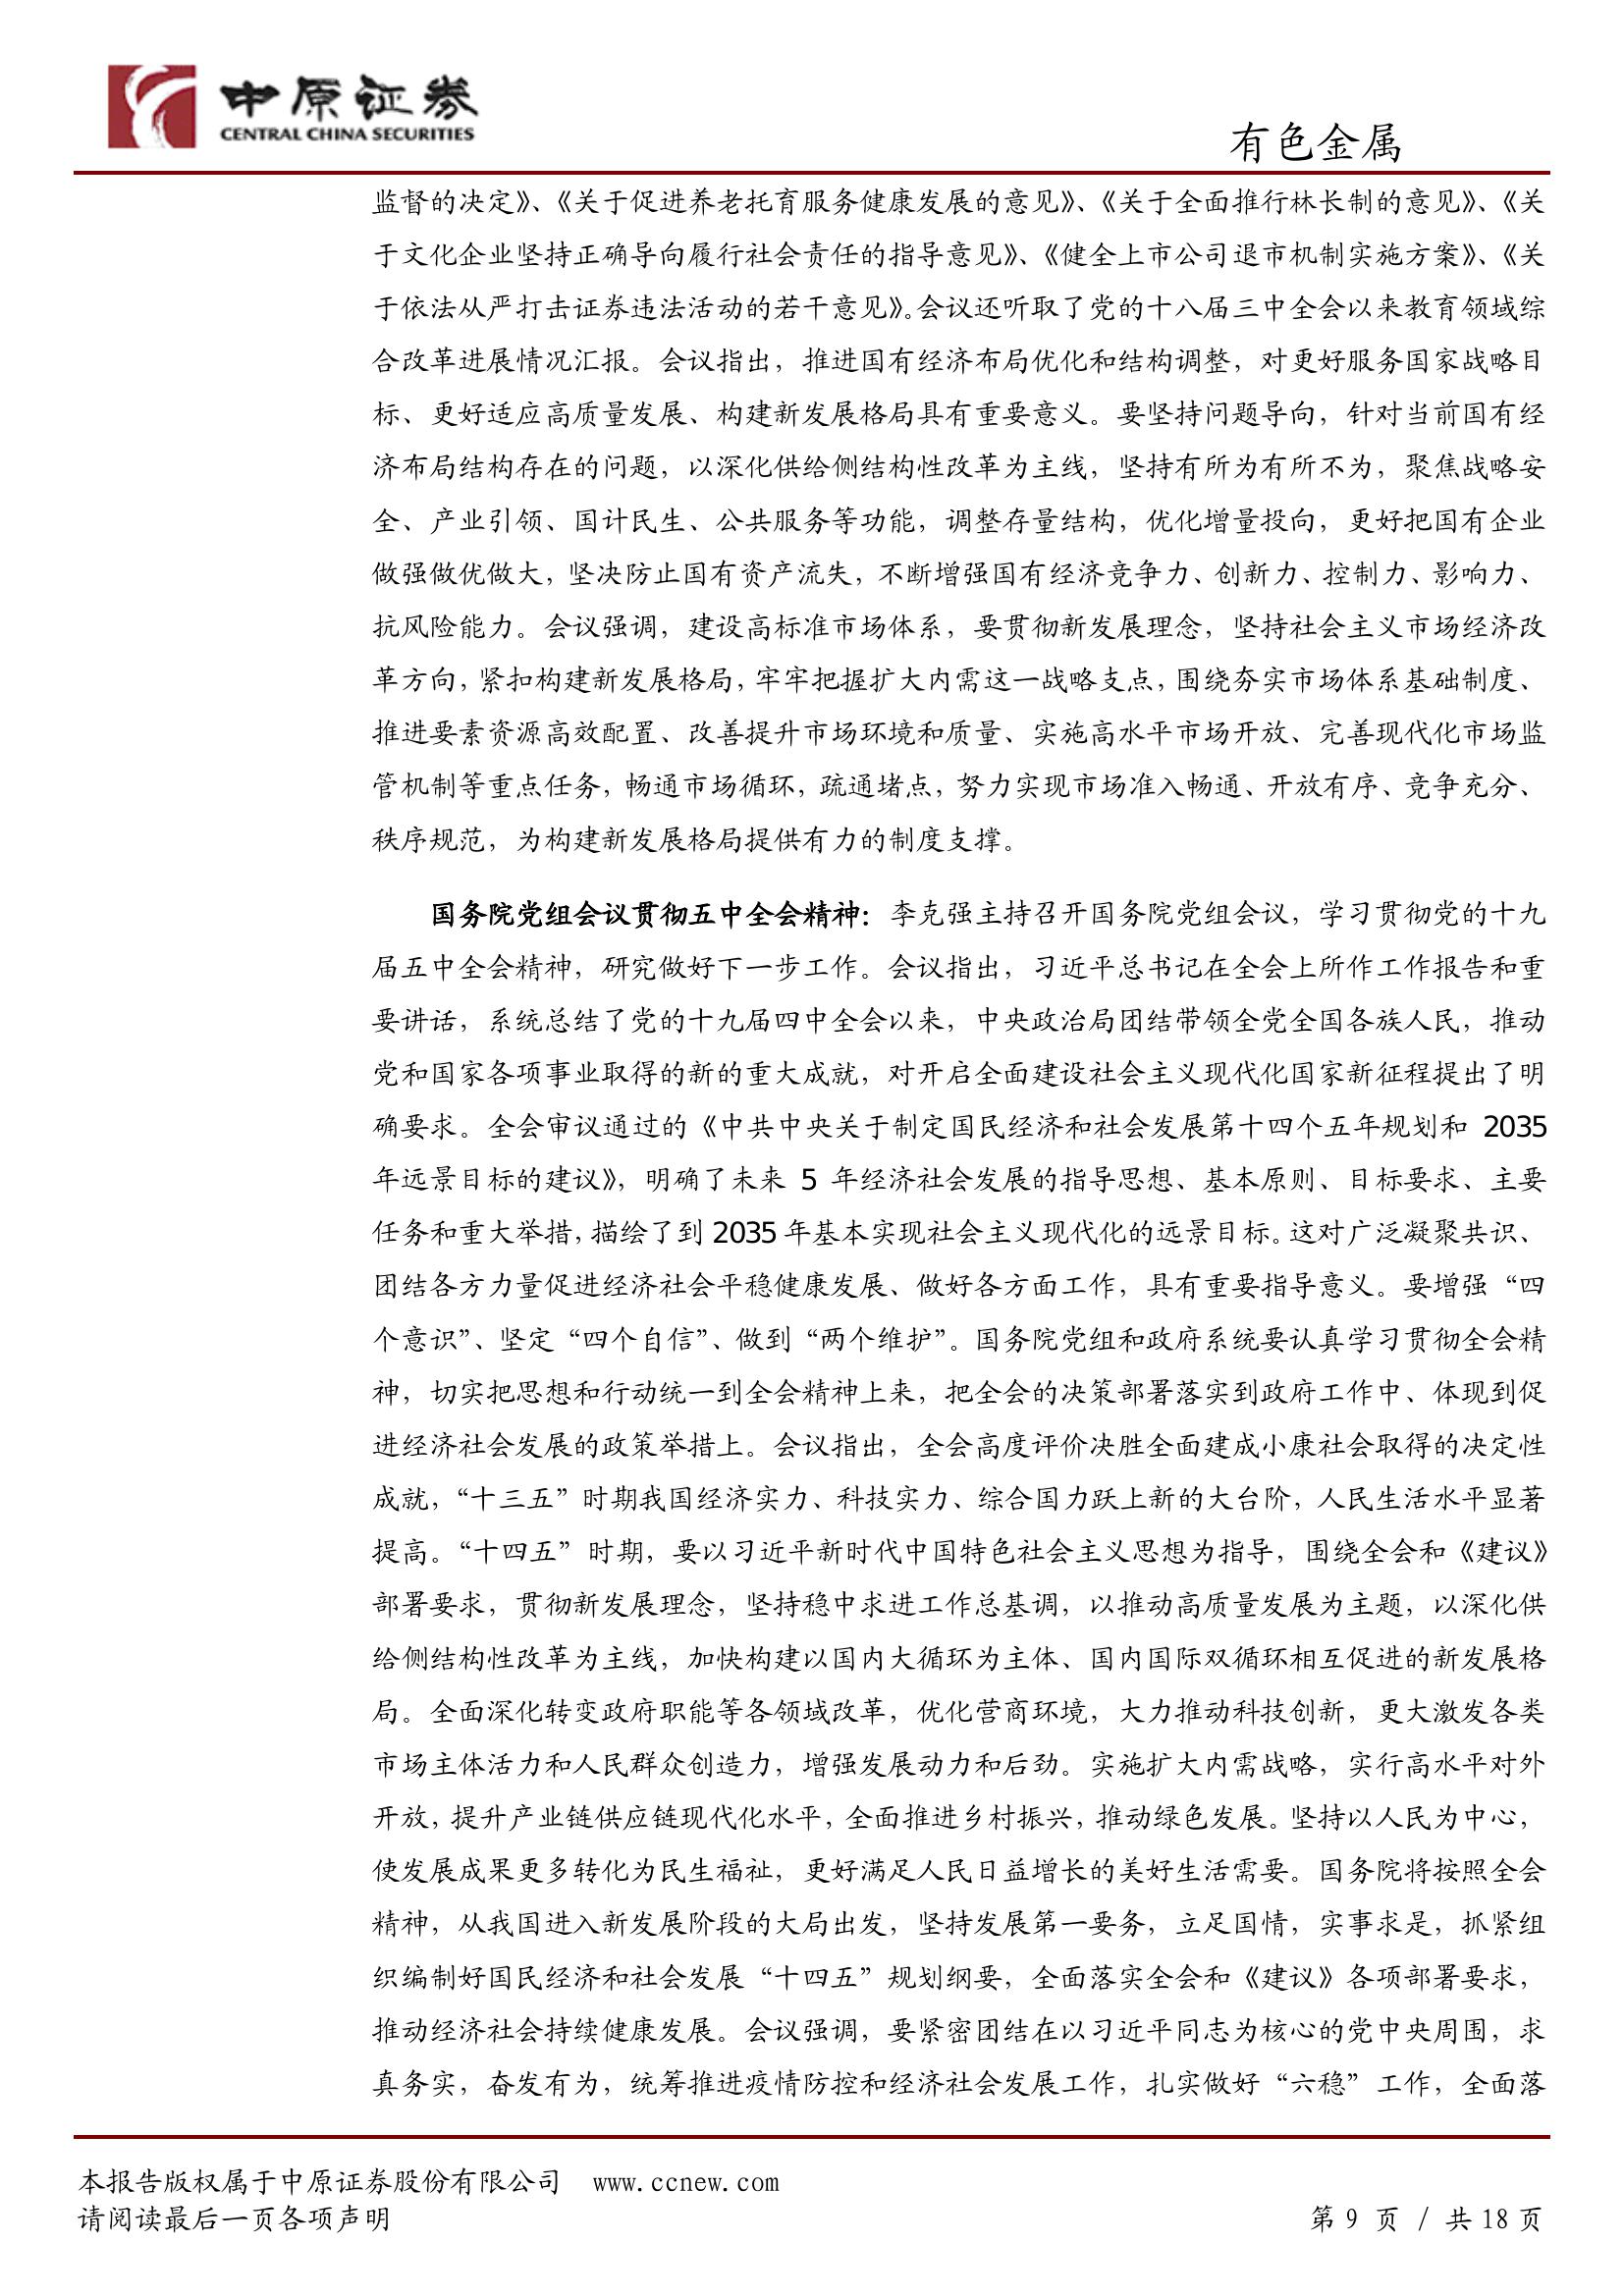 中原证券
CENTRAL CHINA SECURITIES
有色金属
监督的决定》、《关于促进养老托育服务健康发展的意见》、《关于全面推行林长制的意见》、《关
于文化企业坚持正确导向履行社会责任的指导意见》、《健全上市公司退市机制实施方案》、《关
于依法从严打击证券违法活动的若干意见》。会议还听取了党的十八届三中全会以来教育领域综
合改革进展情况汇报。会议指出，推进国有经济布局优化和结构调整，对更好服务国家战略目
标、更好适应高质量发展、构建新发展格局具有重要意义。要坚持问题导向，针对当前国有经
济布局结构存在的问题，以深化供给侧结构性改革为主线，坚持有所为有所不为，聚焦战略安
全、产业引领、国计民生、公共服务等功能，调整存量结构，优化增量投向，更好把国有企业
做强做优做大，坚决防止国有资产流失，不断增强国有经济竞争力、创新力、控制力、影响力、
抗风险能力。会议强调，建设高标准市场体系，要贯彻新发展理念，坚持社会主义市场经济改
革方向，紧扣构建新发展格局，牢牢把握扩大内需这一战略支点，围绕夯实市场体系基础制度、
推进要素资源高效配置、改善提升市场环境和质量、实施高水平市场开放、完善现代化市场监
管机制等重点任务，畅通市场循环，疏通堵点，努力实现市场准入畅通、开放有序、竞争充分、
秩序规范，为构建新发展格局提供有力的制度支撑。
国务院党组会议贯彻五中全会精神：李克强主持召开国务院党组会议，学习贯彻党的十九
届五中全会精神，研究做好下一步工作。会议指出，习近平总书记在全会上所作工作报告和重
要讲话，系统总结了党的十九届四中全会以来，中央政治局团结带领全党全国各族人民，推动
党和国家各项事业取得的新的重大成就，对开启全面建设社会主义现代化国家新征程提出了明
确要求。全会审议通过的《中共中央关于制定国民经济和社会发展第十四个五年规划和 2035
年远景目标的建议》，明确了未来 5 年经济社会发展的指导思想、基本原则、目标要求、主要
任务和重大举措，描绘了到 2035 年基本实现社会主义现代化的远景目标。这对广泛凝聚共识、
团结各方力量促进经济社会平稳健康发展、做好各方面工作，具有重要指导意义。要增强“四
个意识”、坚定“四个自信”、做到“两个维护”。国务院党组和政府系统要认真学习贯彻全会精
神，切实把思想和行动统一到全会精神上来，把全会的决策部署落实到政府工作中、体现到促
进经济社会发展的政策举措上。会议指出，全会高度评价决胜全面建成小康社会取得的决定性
成就，“十三五”时期我国经济实力、科技实力、综合国力跃上新的大台阶，人民生活水平显著
提高。“十四五”时期，要以习近平新时代中国特色社会主义思想为指导，围绕全会和《建议》
部署要求，贯彻新发展理念，坚持稳中求进工作总基调，以推动高质量发展为主题，以深化供
给侧结构性改革为主线，加快构建以国内大循环为主体、国内国际双循环相互促进的新发展格
局。全面深化转变政府职能等各领域改革，优化营商环境，大力推动科技创新，更大激发各类
市场主体活力和人民群众创造力，增强发展动力和后劲。实施扩大内需战略，实行高水平对外
开放，提升产业链供应链现代化水平，全面推进乡村振兴，推动绿色发展。坚持以人民为中心，
使发展成果更多转化为民生福祉，更好满足人民日益增长的美好生活需要。国务院将按照全会
精神，从我国进入新发展阶段的大局出发，坚持发展第一要务，立足国情，实事求是，抓紧组
织编制好国民经济和社会发展“十四五”规划纲要，全面落实全会和《建议》各项部署要求，
推动经济社会持续健康发展。会议强调，要紧密团结在以习近平同志为核心的党中央周围，求
真务实，奋发有为，统筹推进疫情防控和经济社会发展工作，扎实做好“六稳”工作，全面落
本报告版权属于中原证券股份有限公司 www.ccnew.com
请阅读最后一页各项声明
第 9 页 / 共 18 页